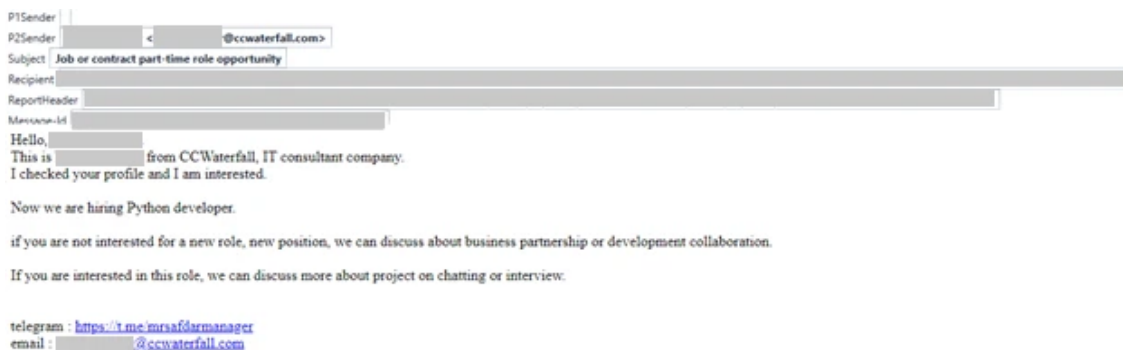 P1Sender
P2Sender < @ccwaterfall.com>
Subject Job or contract part-time role opportunity
Recipient
ReportHeader
Message-Id
Hello,
This is from CCWaterfall, IT consultant company.
I checked your profile and I am interested.
Now we are hiring Python developer.
if you are not interested for a new role, new position, we can discuss about business partnership or development collaboration.
If you are interested in this role, we can discuss more about project on chatting or interview.
telegram : https://t.me/mrsafdarmanager
email : @ccwaterfall.com